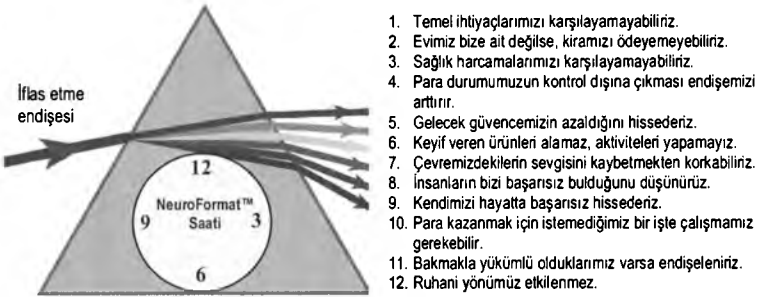 İflas etme
endişesi
12
NeuroFormat™
Saati
9
3
6
1. Temel ihtiyaçlarımızı karşılayamayabiliriz.
2. Evimiz bize ait değilse, kiramızı ödeyemeyebiliriz.
3. Sağlık harcamalarımızı karşılayamayabiliriz.
4. Para durumumuzun kontrol dışına çıkması endişemizi
arttırır.
5. Gelecek güvencemizin azaldığını hissederiz.
6. Keyif veren ürünleri alamaz, aktiviteleri yapamayız.
7. Çevremizdekilerin sevgisini kaybetmekten korkabiliriz.
8. İnsanların bizi başarısız bulduğunu düşünürüz.
9. Kendimizi hayatta başarısız hissederiz.
10. Para kazanmak için istemediğimiz bir işte çalışmamız
gerekebilir.
11. Bakmakla yükümlü olduklarımız varsa endişeleniriz.
12. Ruhani yönümüz etkilenmez.